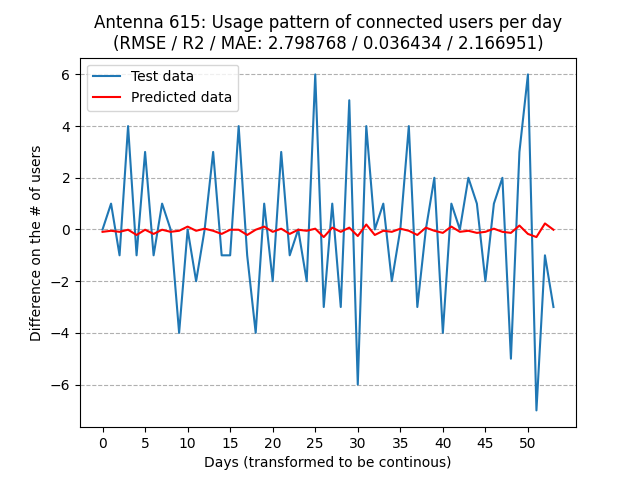 Antenna 615: Usage pattern of connected users per day
(RMSE / R2 / MAE: 2.798768 / 0.036434 / 2.166951)
Test data
Predicted data
Difference on the # of users
6
4
2
0
−2
−4
−6
0 5 10 15 20 25 30 35 40 45 50
Days (transformed to be continous)